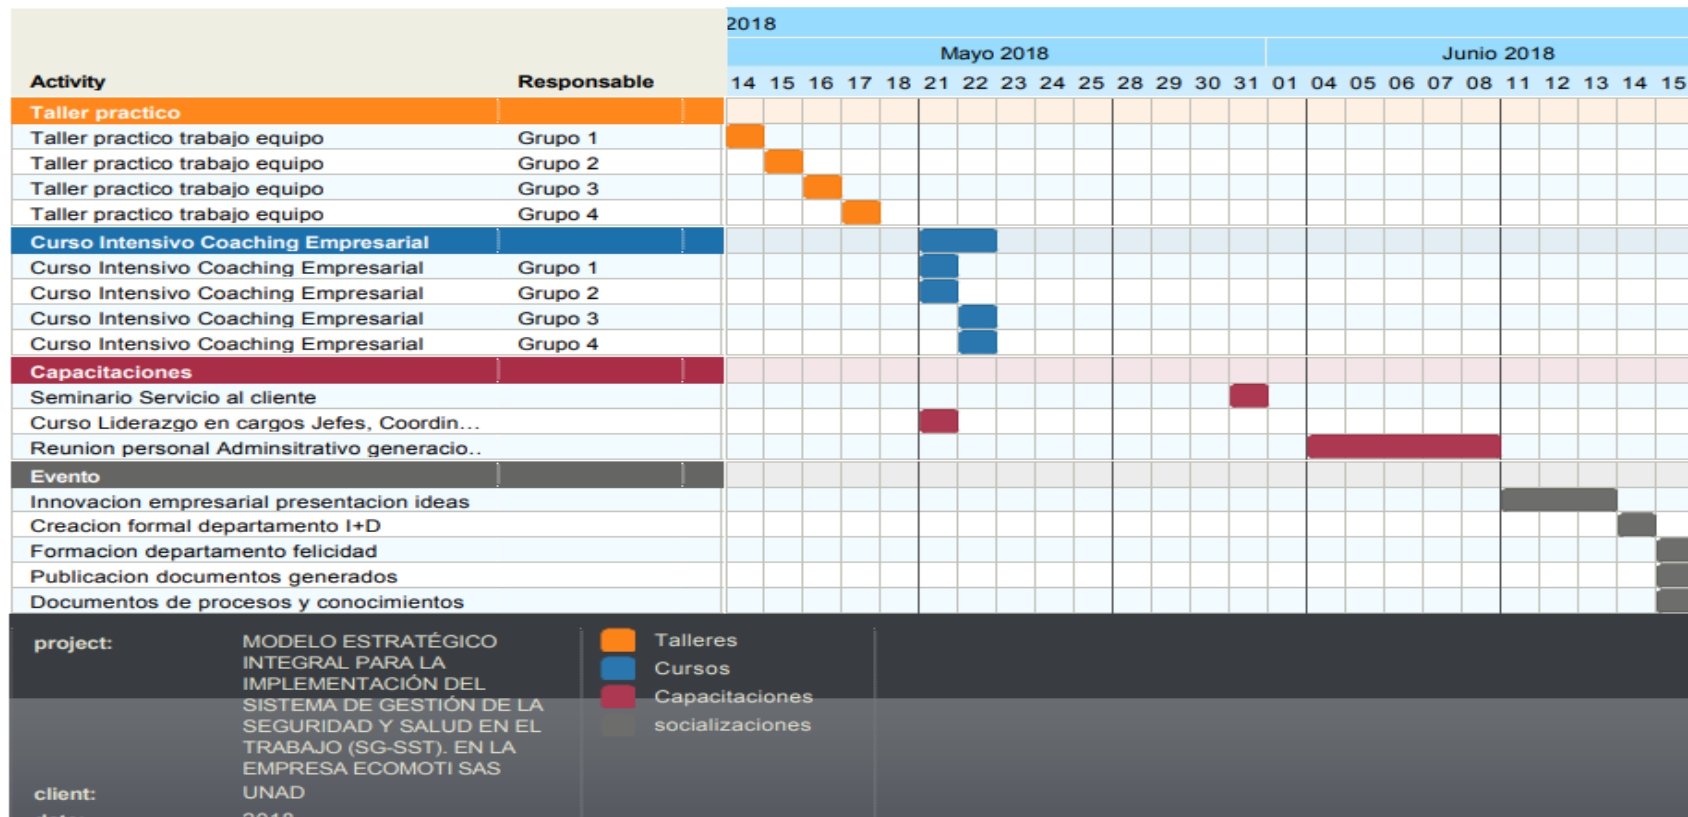 2018
Mayo 2018 Junio 2018
Activity Responsable 14 15 16 17 18 21 22 23 24 25 28 29 30 31 01 04 05 06 07 08 11 12 13 14 15
Taller practico
Taller practico trabajo equipo Grupo 1
Taller practico trabajo equipo Grupo 2
Taller practico trabajo equipo Grupo 3
Taller practico trabajo equipo Grupo 4
Curso Intensivo Coaching Empresarial
Curso Intensivo Coaching Empresarial Grupo 1
Curso Intensivo Coaching Empresarial Grupo 2
Curso Intensivo Coaching Empresarial Grupo 3
Curso Intensivo Coaching Empresarial Grupo 4
Capacitaciones
Seminario Servicio al cliente
Curso Liderazgo en cargos Jefes, Coordin...
Reunion personal Adminsitrativo generacio..
Evento
Innovacion empresarial presentacion ideas
Creacion formal departamento I+D
Formacion departamento felicidad
Publicacion documentos generados
Documentos de procesos y conocimientos
project: MODELO ESTRATÉGICO
INTEGRAL PARA LA
IMPLEMENTACIÓN DEL
SISTEMA DE GESTIÓN DE LA
SEGURIDAD Y SALUD EN EL
TRABAJO (SG-SST). EN LA
EMPRESA ECOMOTI SAS
client: UNAD
Talleres
Cursos
Capacitaciones
socializaciones